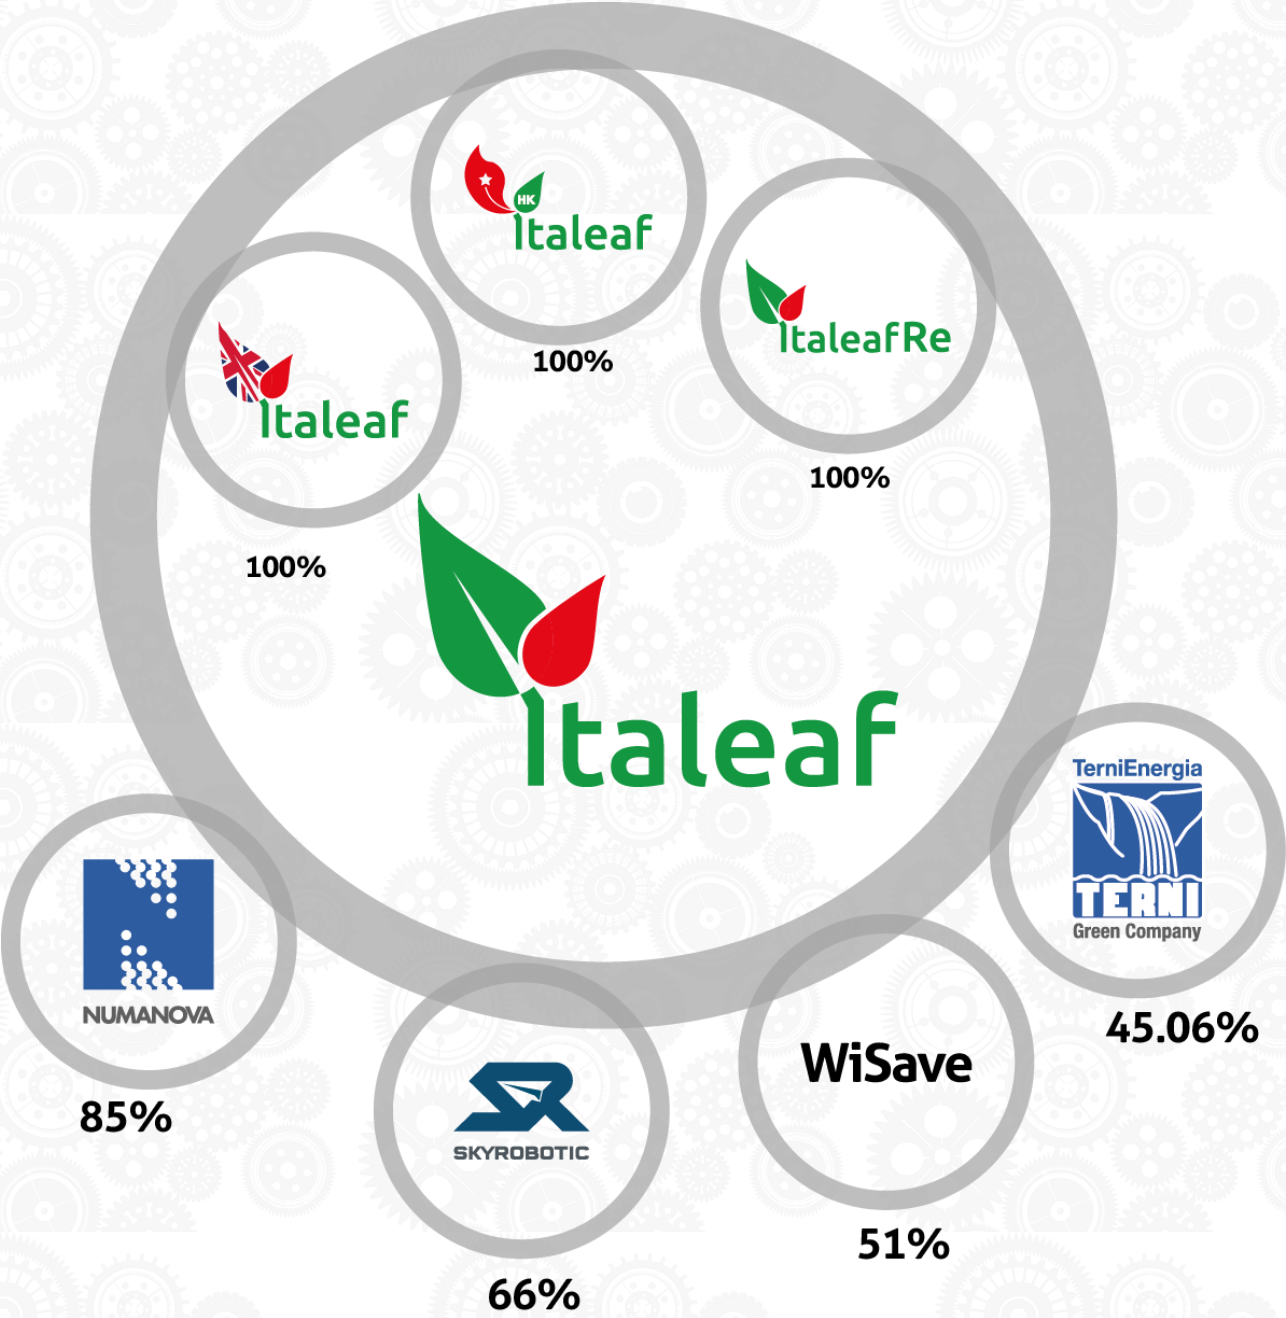 HK
Italeaf
100%
ItaleafRe
100%
Italeaf
100%
Italeaf
TerniEnergia
TERNI
Green Company
45.06%
NUMANOVA
85%
WiSave
51%
SKYROBOTIC
66%